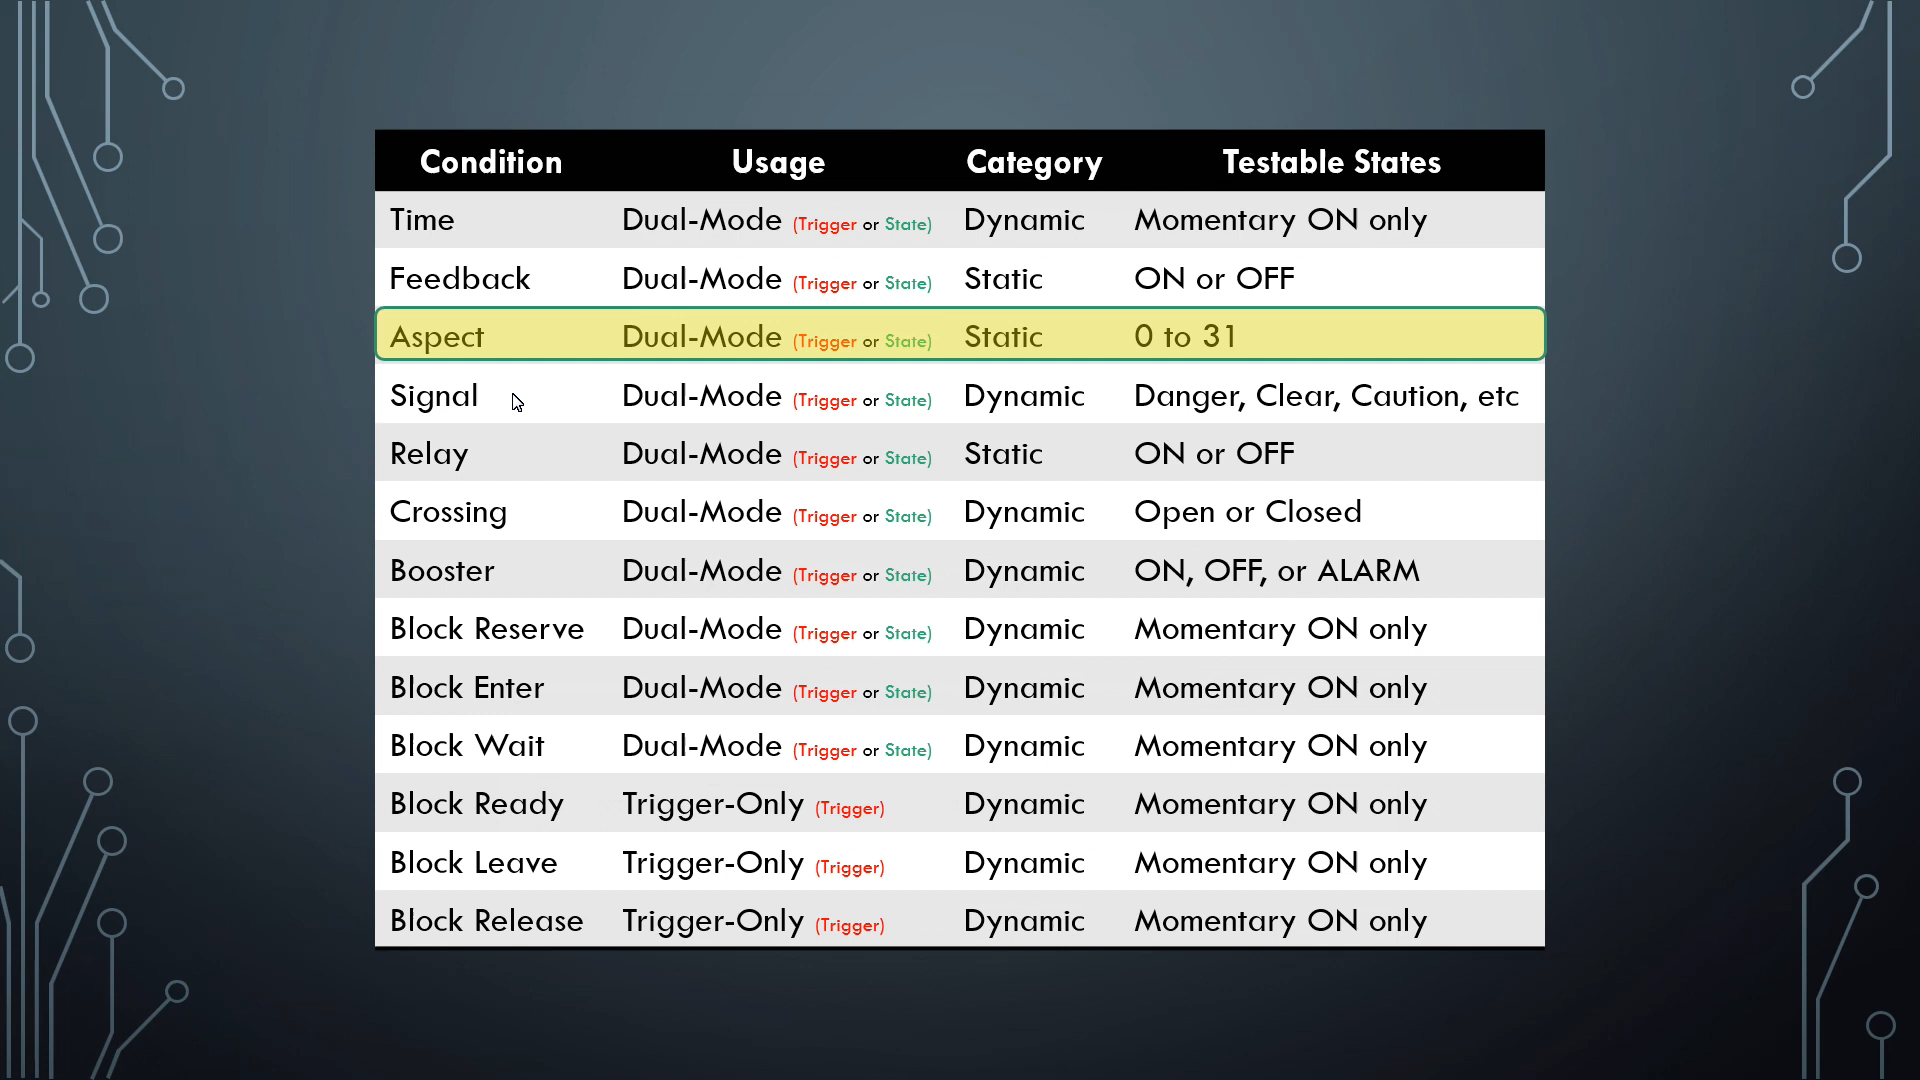 Condition Usage Category Testable States
Time Dual-Mode (Trigger or State) Dynamic Momentary ON only
Feedback Dual-Mode (Trigger or State) Static ON or OFF
Aspect Dual-Mode (Trigger or State) Static 0 to 31
Signal Dual-Mode (Trigger or State) Dynamic Danger, Clear, Caution, etc
Relay Dual-Mode (Trigger or State) Static ON or OFF
Crossing Dual-Mode (Trigger or State) Dynamic Open or Closed
Booster Dual-Mode (Trigger or State) Dynamic ON, OFF, or ALARM
Block Reserve Dual-Mode (Trigger or State) Dynamic Momentary ON only
Block Enter Dual-Mode (Trigger or State) Dynamic Momentary ON only
Block Wait Dual-Mode (Trigger or State) Dynamic Momentary ON only
Block Ready Trigger-Only (Trigger) Dynamic Momentary ON only
Block Leave Trigger-Only (Trigger) Dynamic Momentary ON only
Block Release Trigger-Only (Trigger) Dynamic Momentary ON only